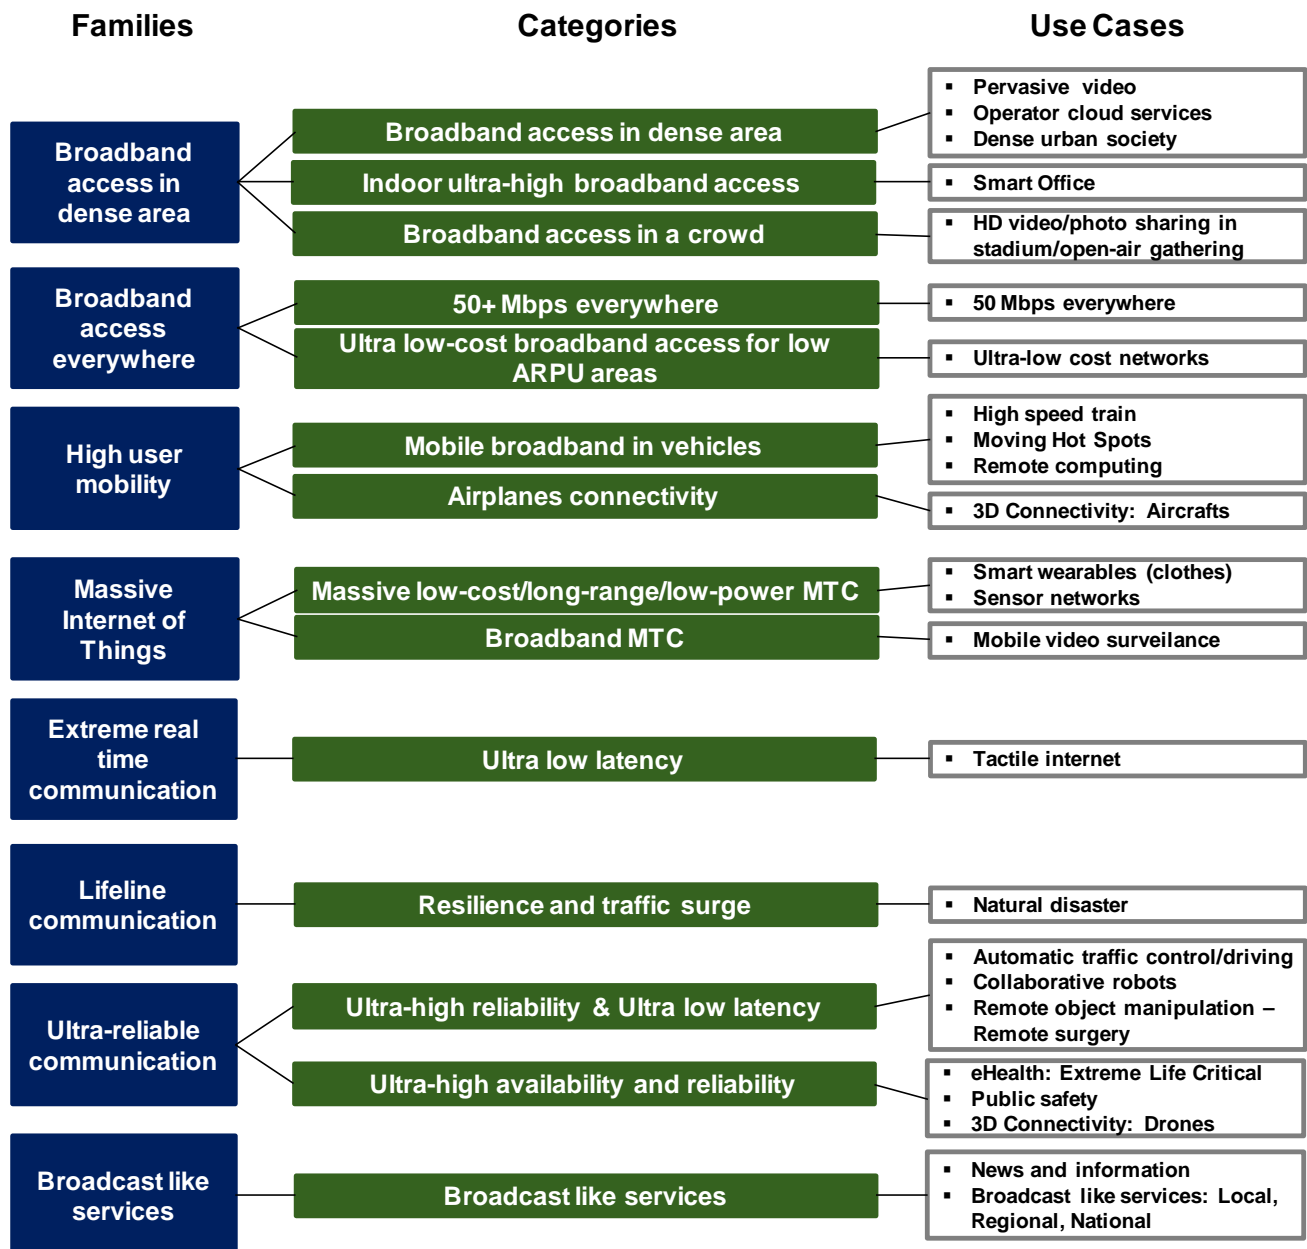 Families
Categories
Use Cases
Broadband
access in
dense area
Broadband access in dense area
▪ Pervasive video
▪ Operator cloud services
▪ Dense urban society
Indoor ultra-high broadband access
▪ Smart Office
Broadband access in a crowd
▪ HD video/photo sharing in
stadium/open-air gathering
Broadband
access
everywhere
50+ Mbps everywhere
▪ 50 Mbps everywhere
Ultra low-cost broadband access for low
ARPU areas
▪ Ultra-low cost networks
High user
mobility
Mobile broadband in vehicles
▪ High speed train
▪ Moving Hot Spots
▪ Remote computing
Airplanes connectivity
▪ 3D Connectivity: Aircrafts
Massive
Internet of
Things
Massive low-cost/long-range/low-power MTC
▪ Smart wearables (clothes)
▪ Sensor networks
Broadband MTC
▪ Mobile video surveilance
Extreme real
time
communication
Ultra low latency
▪ Tactile internet
Lifeline
communication
Resilience and traffic surge
▪ Natural disaster
Ultra-reliable
communication
Ultra-high reliability & Ultra low latency
▪ Automatic traffic control/driving
▪ Collaborative robots
▪ Remote object manipulation –
Remote surgery
Ultra-high availability and reliability
▪ eHealth: Extreme Life Critical
▪ Public safety
▪ 3D Connectivity: Drones
Broadcast like
services
Broadcast like services
▪ News and information
▪ Broadcast like services: Local,
Regional, National